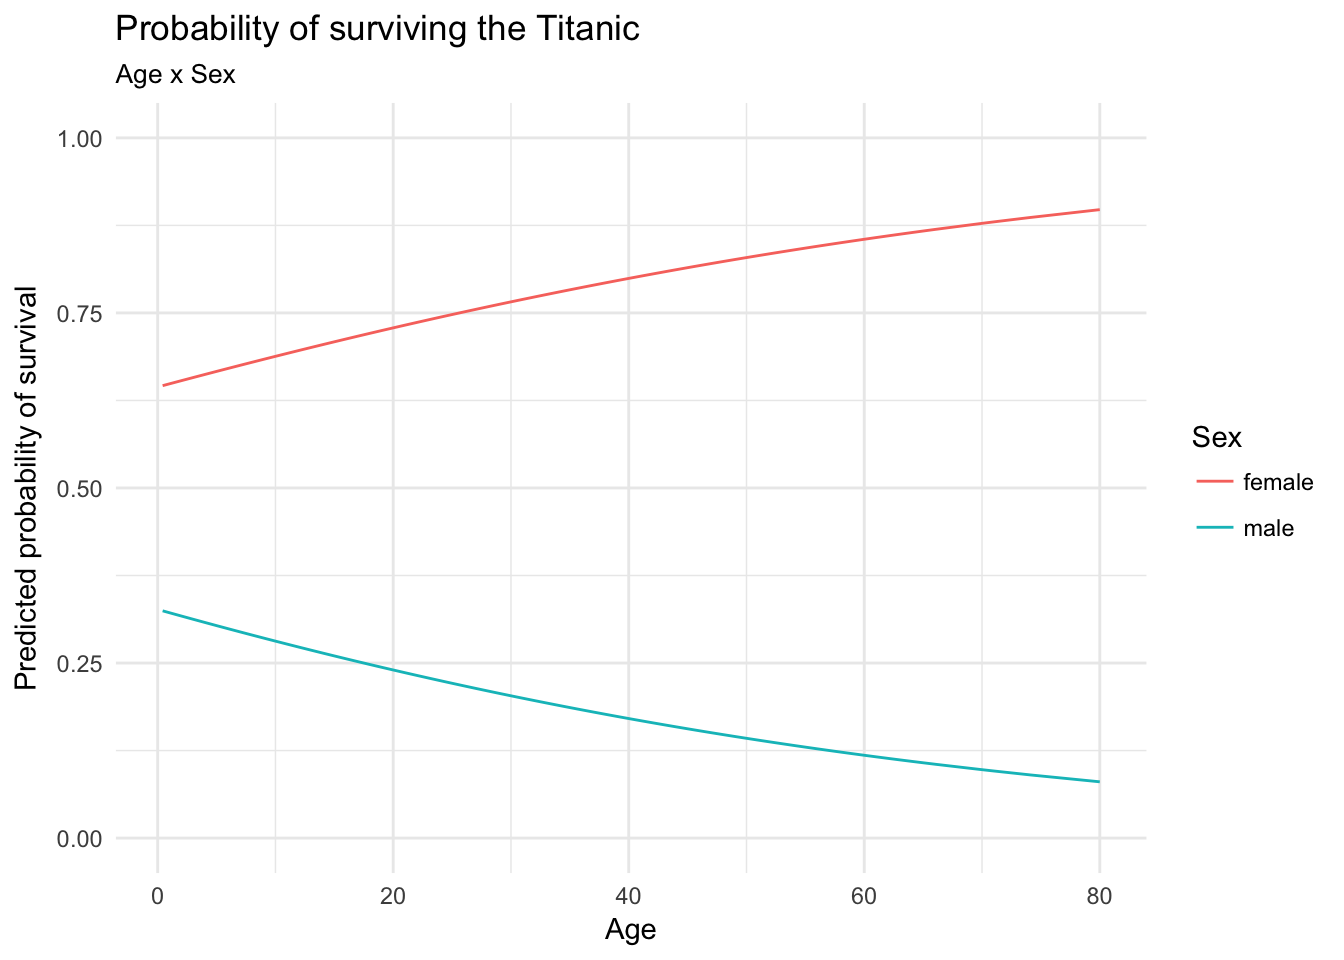 Probability of surviving the Titanic
Age x Sex
Predicted probability of survival
1.00
0.75
0.50
0.25
0.00
0 20 40 60 80
Age
Sex
female
male